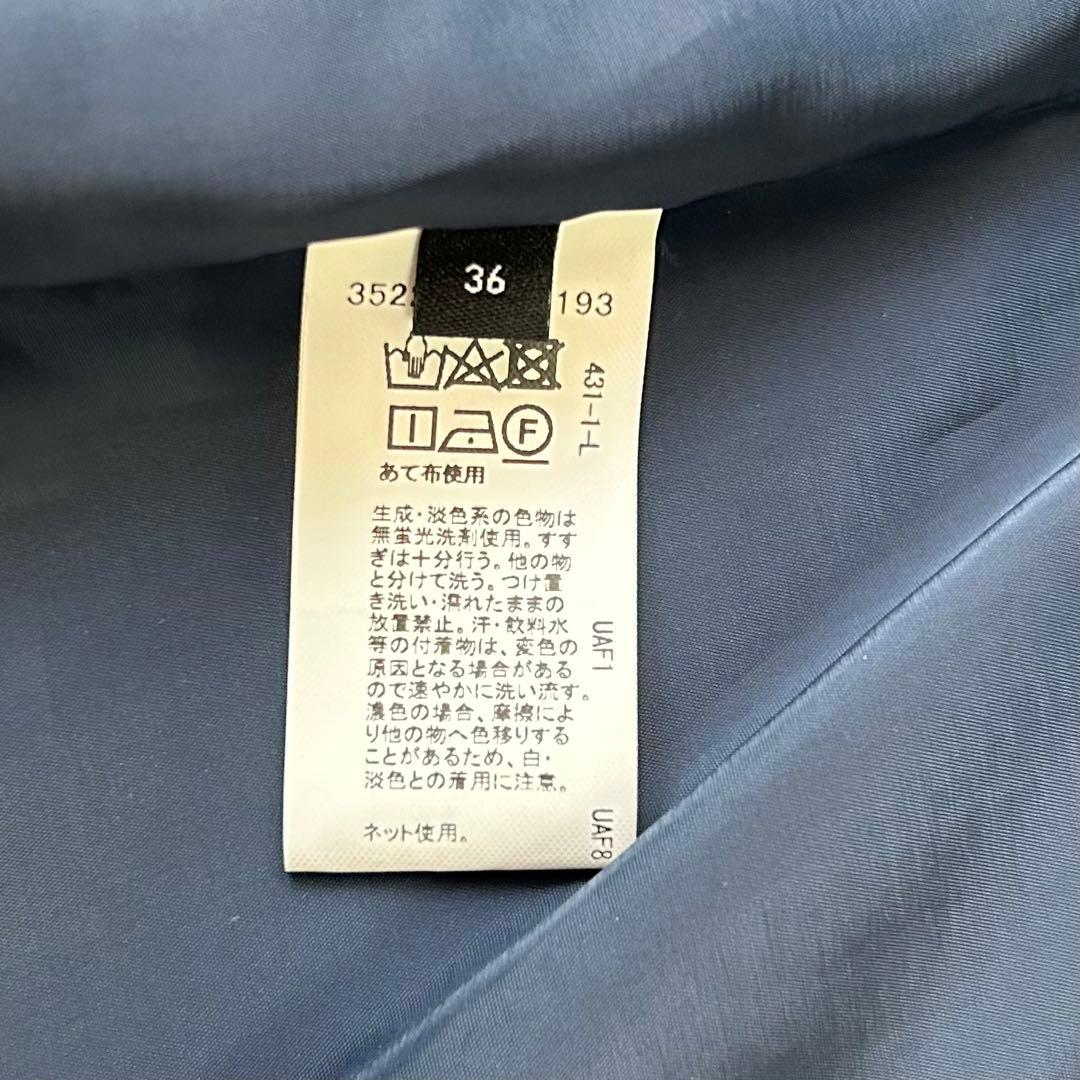 36
193
431-1-L
F
あて布使用
生成・淡色系の色物は
無蛍光洗剤使用。すす
ぎは十分行う。他の物
と分けて洗う。つけ置
き洗い・濡れたままの
放置禁止。汗・飲料水
等の付着物は、変色の
原因となる場合がある
ので速やかに洗い流す。
濃色の場合、摩擦によ
り他の物へ色移りする
ことがあるため、白・
淡色との着用に注意。
ネット使用。
UAF1
UAF8